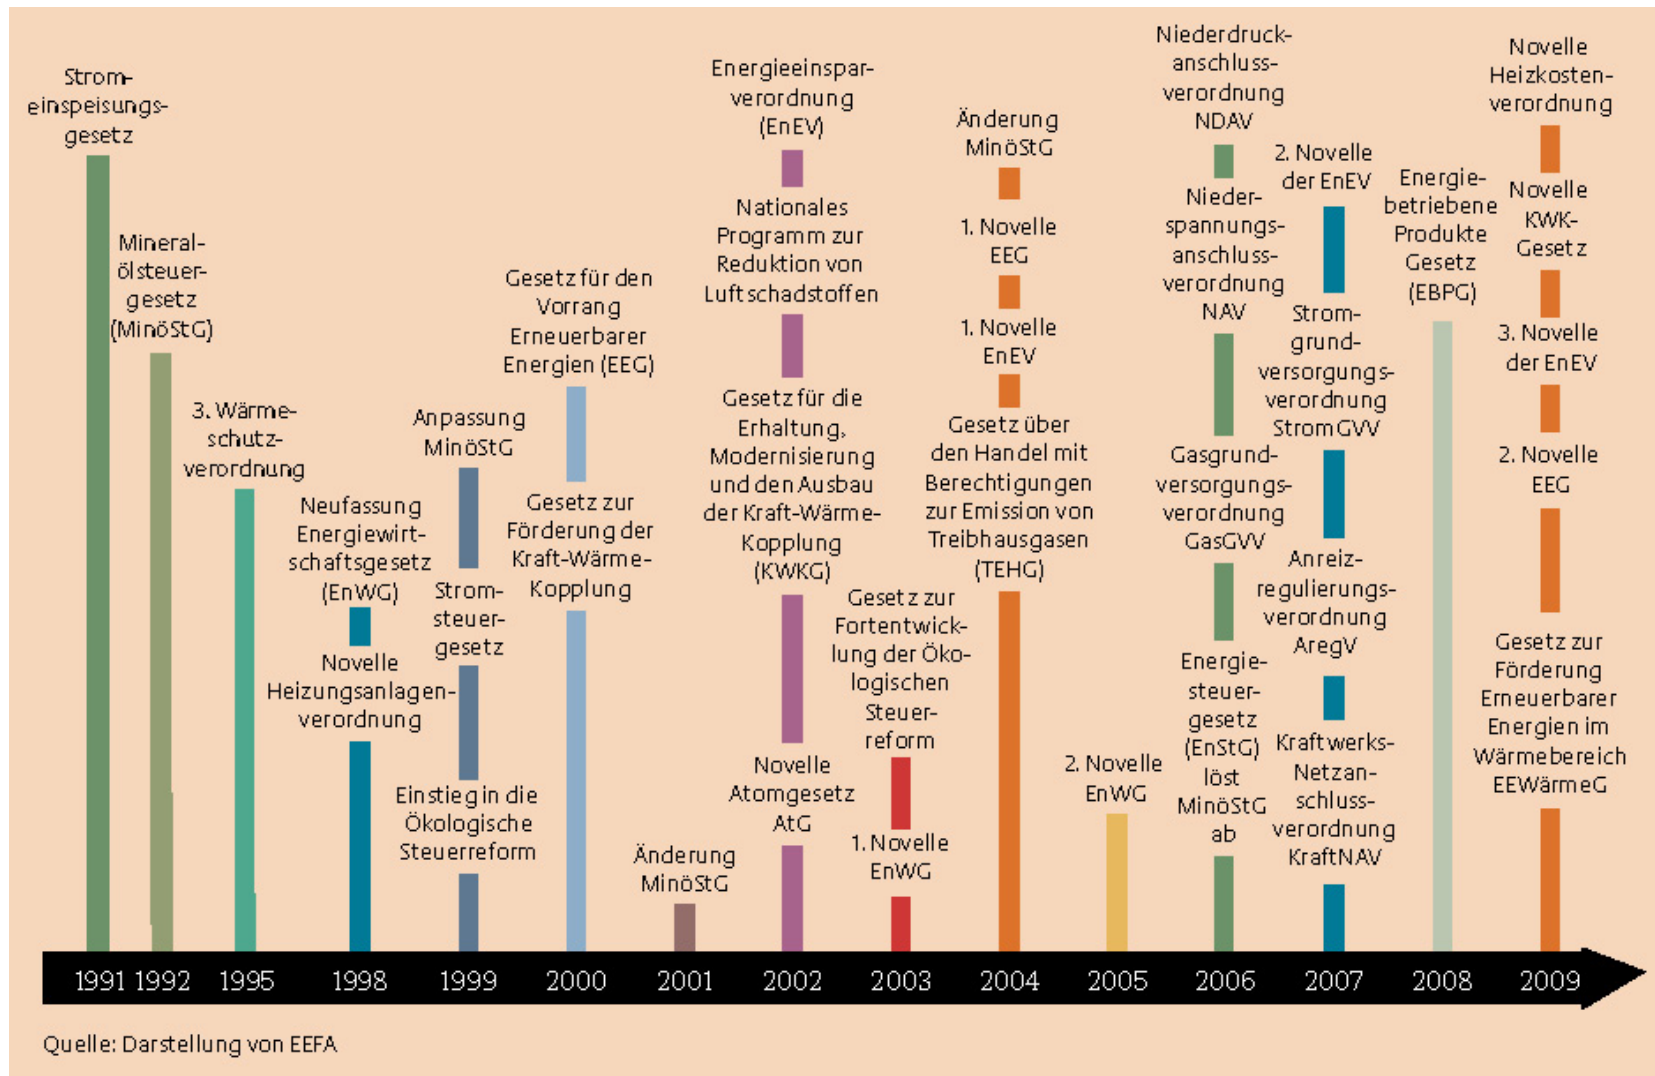 Strom-
einspeisungs-
gesetz
Mineral-
ölsteuer-
gesetz
(MinöStG)
3. Wärme-
schutz-
verordnung
Neufassung
Energiewirt-
schaftsgesetz
(EnWG)
Novelle
Heizungsanlagen-
verordnung
Anpassung
MinöStG
Strom-
steuer-
gesetz
Einstieg in die
Ökologische
Steuerreform
Gesetz für den
Vorrang
Erneuerbarer
Energien (EEG)
Gesetz zur
Förderung der
Kraft-Wärme-
Kopplung
Änderung
MinöStG
Energieeinspar-
verordnung
(EnEV)
Nationales
Programm zur
Reduktion von
Luftschadstoffen
Gesetz für die
Erhaltung,
Modernisierung
und den Ausbau
der Kraft-Wärme-
Kopplung
(KWKG)
Novelle
Atomgesetz
AtG
Gesetz zur
Fortentwick-
lung der Öko-
logischen
Steuer-
reform
1. Novelle
EnWG
Änderung
MinöStG
1. Novelle
EEG
1. Novelle
EnEV
Gesetz über
den Handel mit
Berechtigungen
zur Emission von
Treibhausgasen
(TEHG)
2. Novelle
EnWG
Niederdruck-
anschluss-
verordnung
NDAV
Nieder-
spannungs-
anschluss-
verordnung
NAV
Gasgrund-
versorgungs-
verordnung
GasGVV
Energie-
steuer-
gesetz
(EnStG)
löst
MinöStG
ab
2. Novelle
der EnEV
Strom-
grund-
versorgungs-
verordnung
StromGVV
Anreiz-
regulierungs-
verordnung
AregV
Kraftwerks-
Netzan-
schluss-
verordnung
KraftNAV
Energie-
betriebene
Produkte
Gesetz
(EBPG)
Novelle
Heizkosten-
verordnung
Novelle
KWK-
Gesetz
3. Novelle
der EnEV
2. Novelle
EEG
Gesetz zur
Förderung
Erneuerbarer
Energien im
Wärmebereich
EEWärmeG
1991 1992 1995 1998 1999 2000 2001 2002 2003 2004 2005 2006 2007 2008 2009
Quelle: Darstellung von EEFA